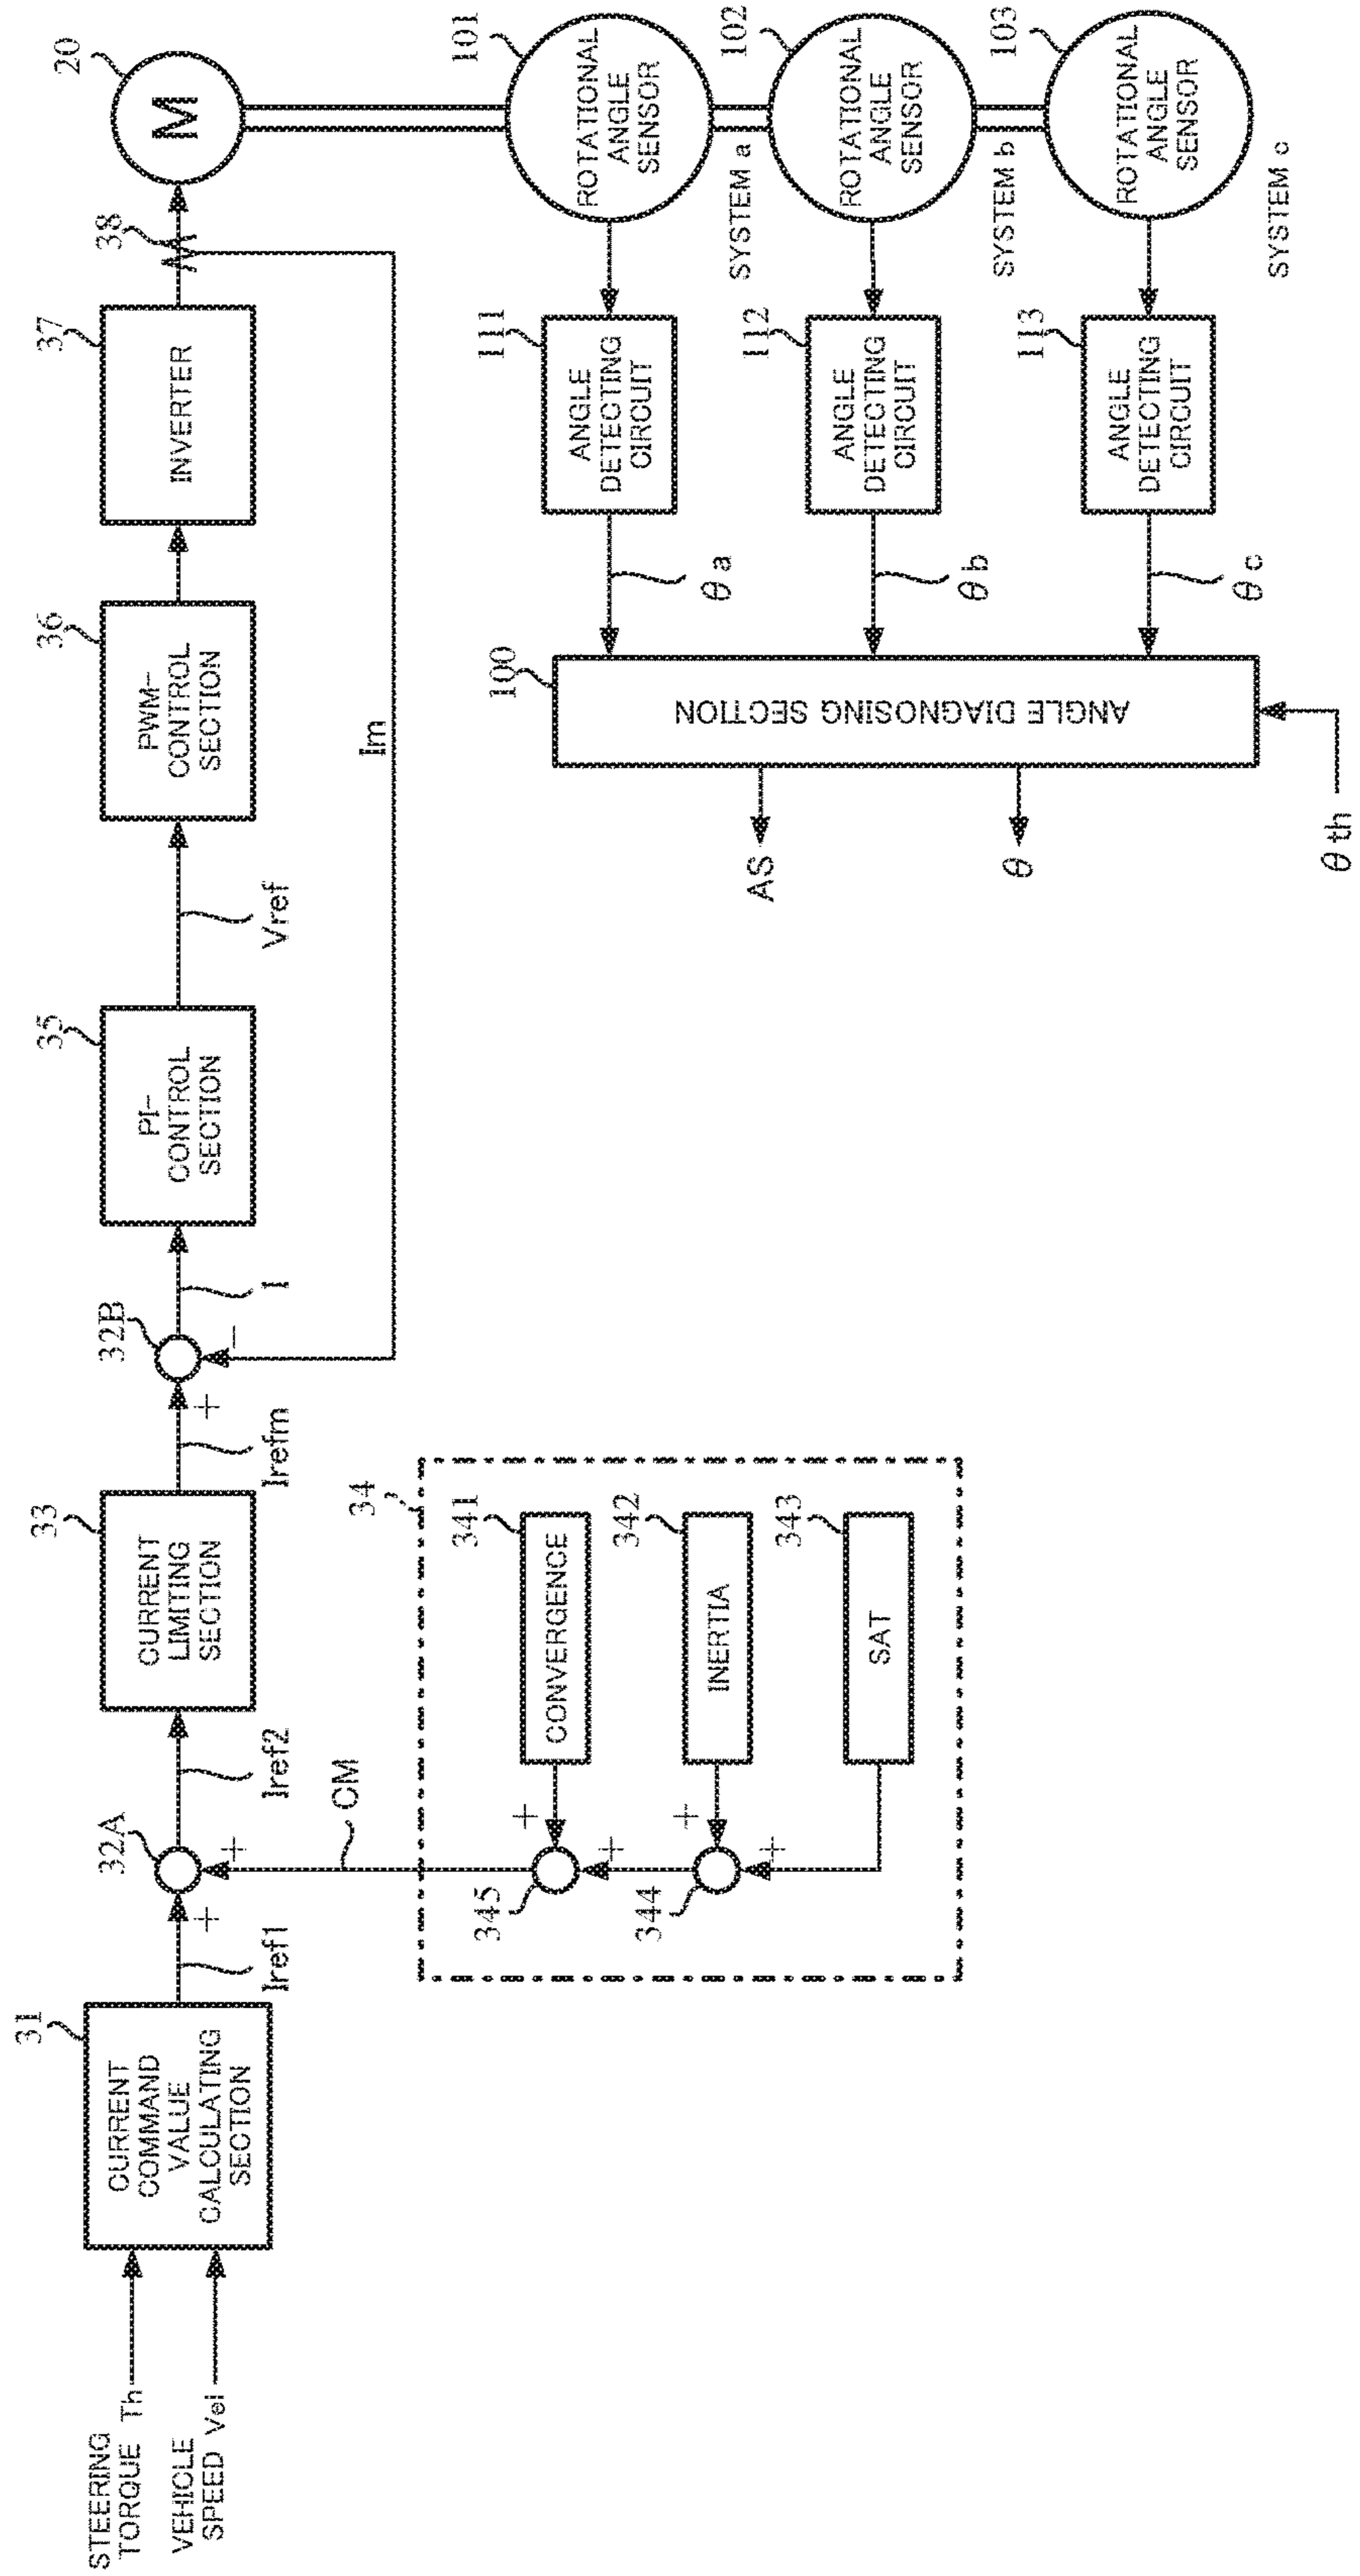 STEERING
TORQUE Th
VEHICLE
SPEED Vel
31
CURRENT
COMMAND
VALUE
CALCULATING
SECTION
Iref1
+
32A
+
Iref2
CM
33
CURRENT
LIMITING
SECTION
Irefm
+
32B
−
I
35
PI-
CONTROL
SECTION
Vref
36
PWM-
CONTROL
SECTION
37
INVERTER
38
Im
20
M
34
341
CONVERGENCE
+
345
+
342
INERTIA
+
344
+
343
SAT
101
ROTATIONAL
ANGLE
SENSOR
SYSTEM a
111
ANGLE
DETECTING
CIRCUIT
θa
102
ROTATIONAL
ANGLE
SENSOR
SYSTEM b
112
ANGLE
DETECTING
CIRCUIT
θb
103
ROTATIONAL
ANGLE
SENSOR
SYSTEM c
113
ANGLE
DETECTING
CIRCUIT
θc
100
ANGLE DIAGNOSING SECTION
AS
θ
θth